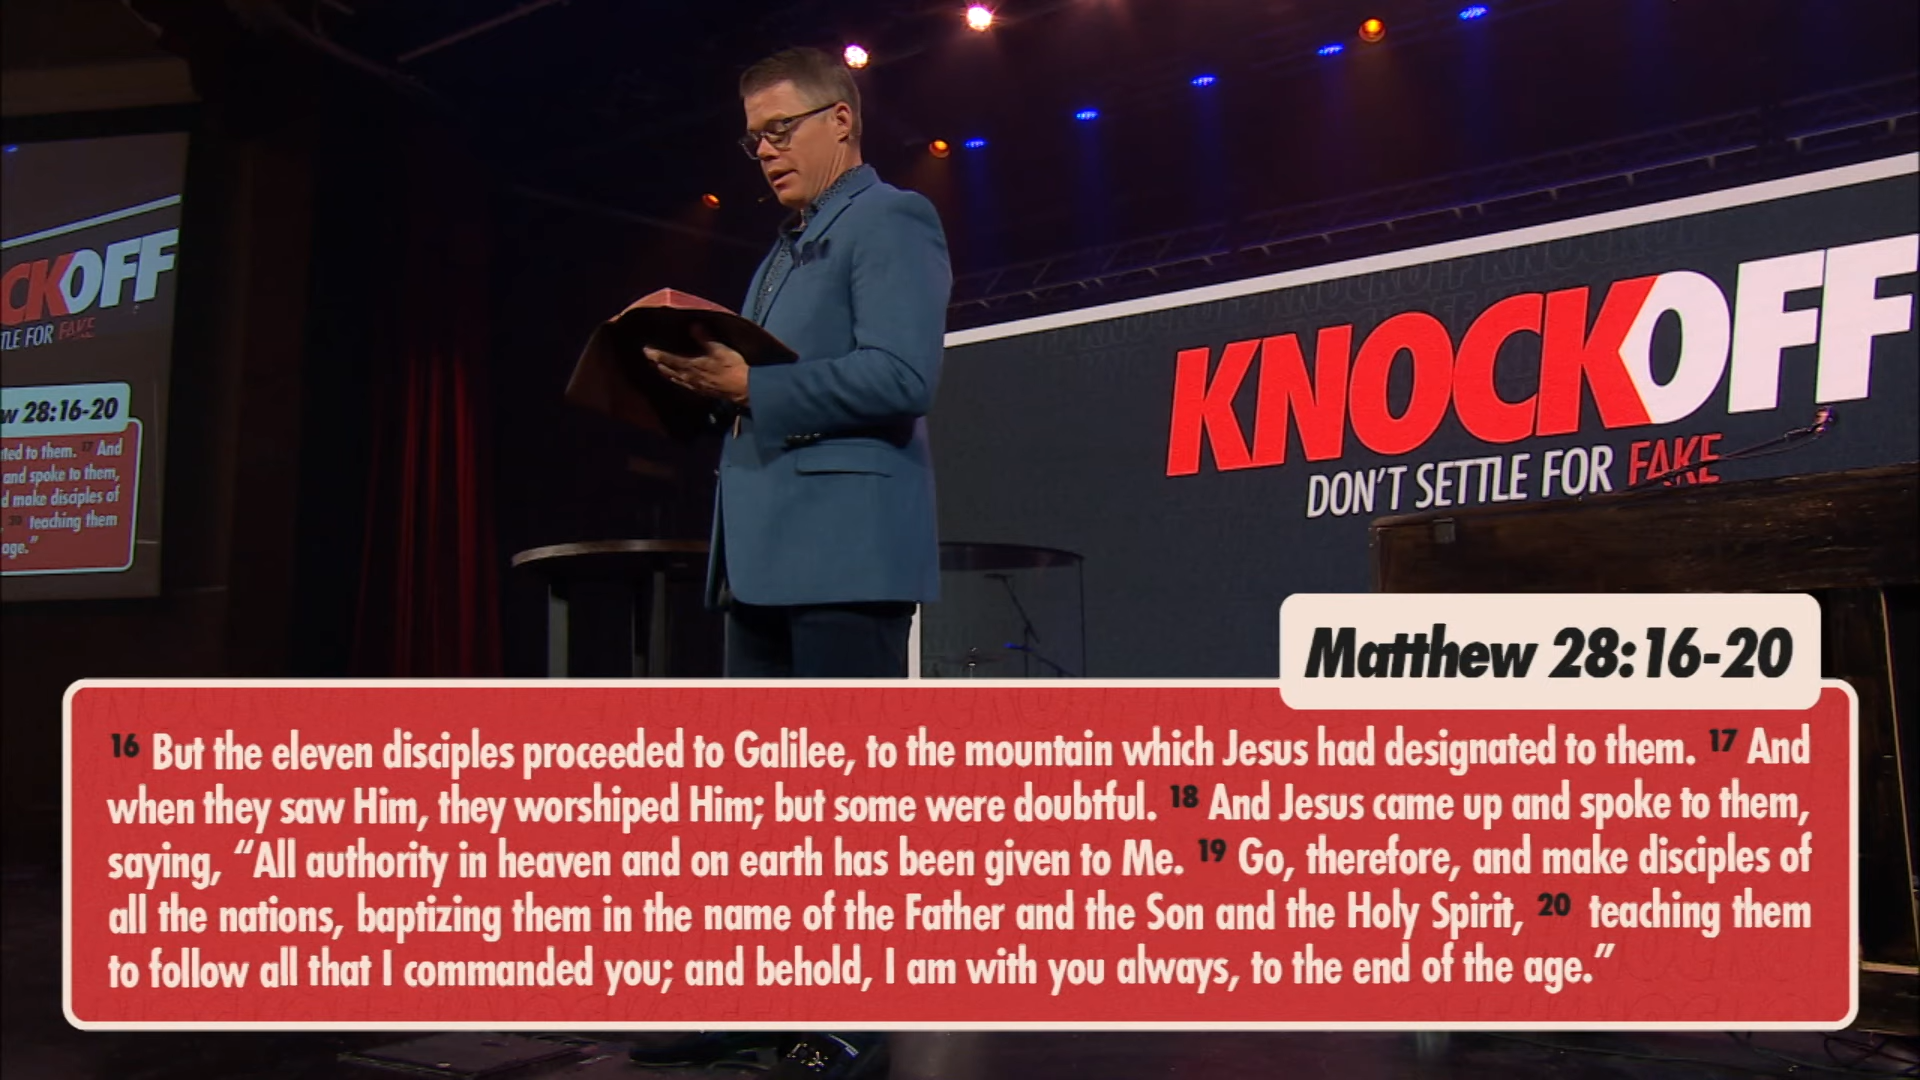 KNOCKOFF
DON'T SETTLE FOR FAKE
CKOFF
TLE FOR FAKE
w 28:16-20
ted to them. 17 And
and spoke to them,
d make disciples of
20 teaching them
age.”
Matthew 28:16-20
16 But the eleven disciples proceeded to Galilee, to the mountain which Jesus had designated to them. 17 And
when they saw Him, they worshiped Him; but some were doubtful. 18 And Jesus came up and spoke to them,
saying, “All authority in heaven and on earth has been given to Me. 19 Go, therefore, and make disciples of
all the nations, baptizing them in the name of the Father and the Son and the Holy Spirit, 20 teaching them
to follow all that I commanded you; and behold, I am with you always, to the end of the age.”